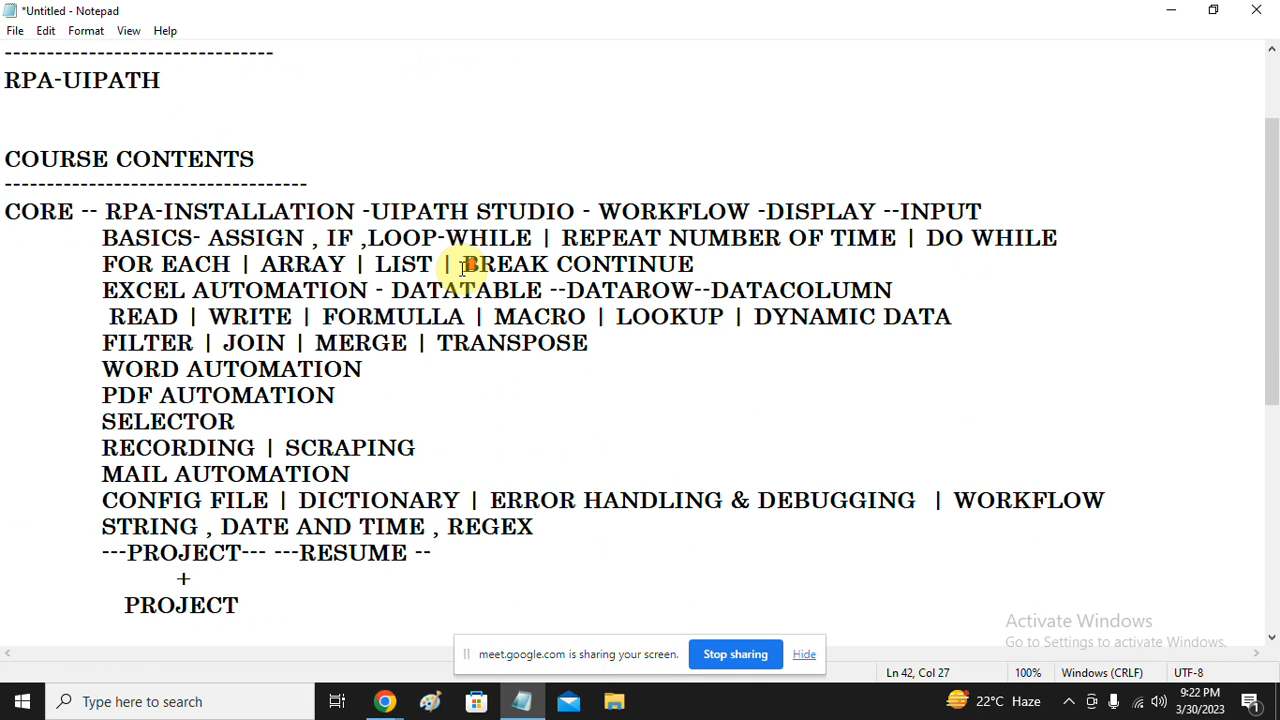 *Untitled - Notepad
File Edit Format View Help
------------------------------
RPA-UIPATH
COURSE CONTENTS
----------------------------------
CORE -- RPA-INSTALLATION -UIPATH STUDIO - WORKFLOW -DISPLAY --INPUT
BASICS- ASSIGN , IF ,LOOP-WHILE | REPEAT NUMBER OF TIME | DO WHILE
FOR EACH | ARRAY | LIST | BREAK CONTINUE
EXCEL AUTOMATION - DATATABLE --DATAROW--DATACOLUMN
READ | WRITE | FORMULLA | MACRO | LOOKUP | DYNAMIC DATA
FILTER | JOIN | MERGE | TRANSPOSE
WORD AUTOMATION
PDF AUTOMATION
SELECTOR
RECORDING | SCRAPING
MAIL AUTOMATION
CONFIG FILE | DICTIONARY | ERROR HANDLING & DEBUGGING | WORKFLOW
STRING , DATE AND TIME , REGEX
---PROJECT--- ---RESUME --
+
PROJECT
Activate Windows
Go to Settings to activate Windows.
meet.google.com is sharing your screen. Stop sharing Hide
Ln 42, Col 27 100% Windows (CRLF) UTF-8
Type here to search 22°C Haze 9:22 PM
3/30/2023 1